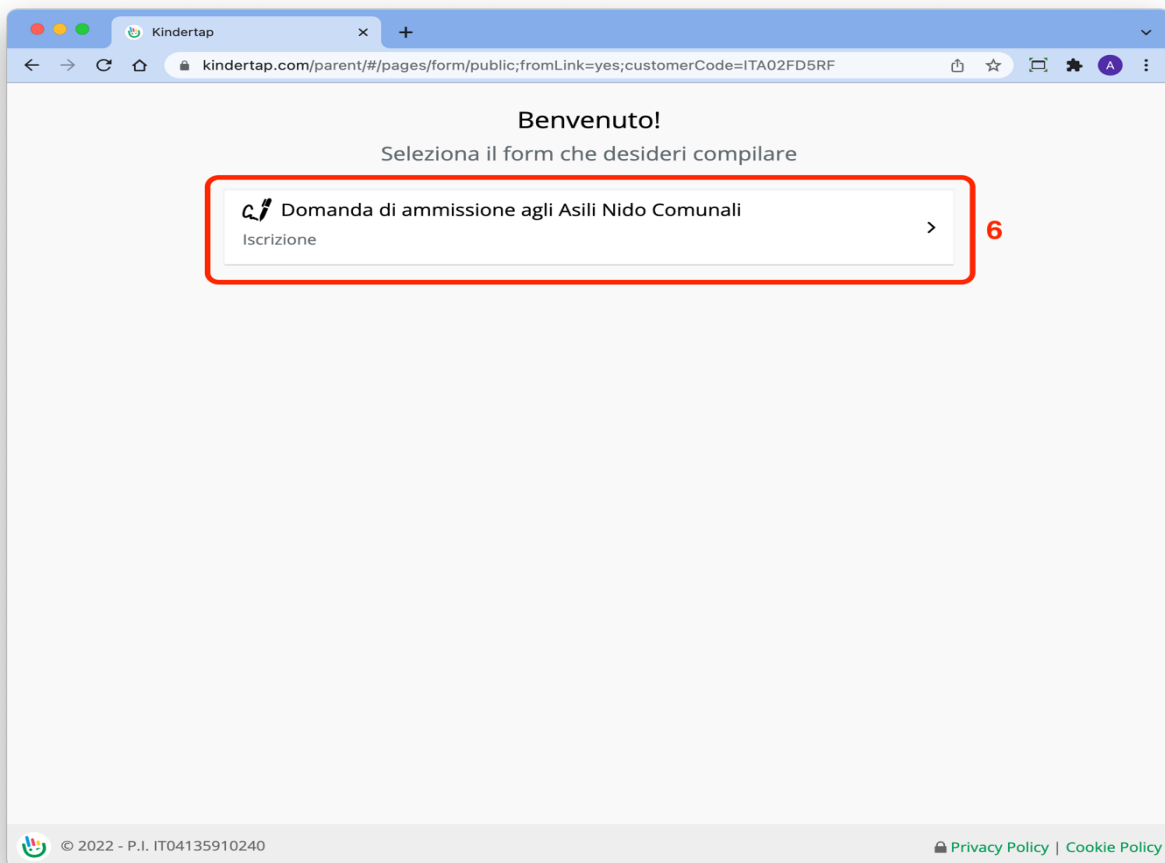 Kindertap
kindertap.com/parent/#/pages/form/public;fromLink=yes;customerCode=ITA02FD5RF
A
Benvenuto!
Seleziona il form che desideri compilare
Domanda di ammissione agli Asili Nido Comunali
Iscrizione
6
© 2022 - P.I. IT04135910240
Privacy Policy | Cookie Policy